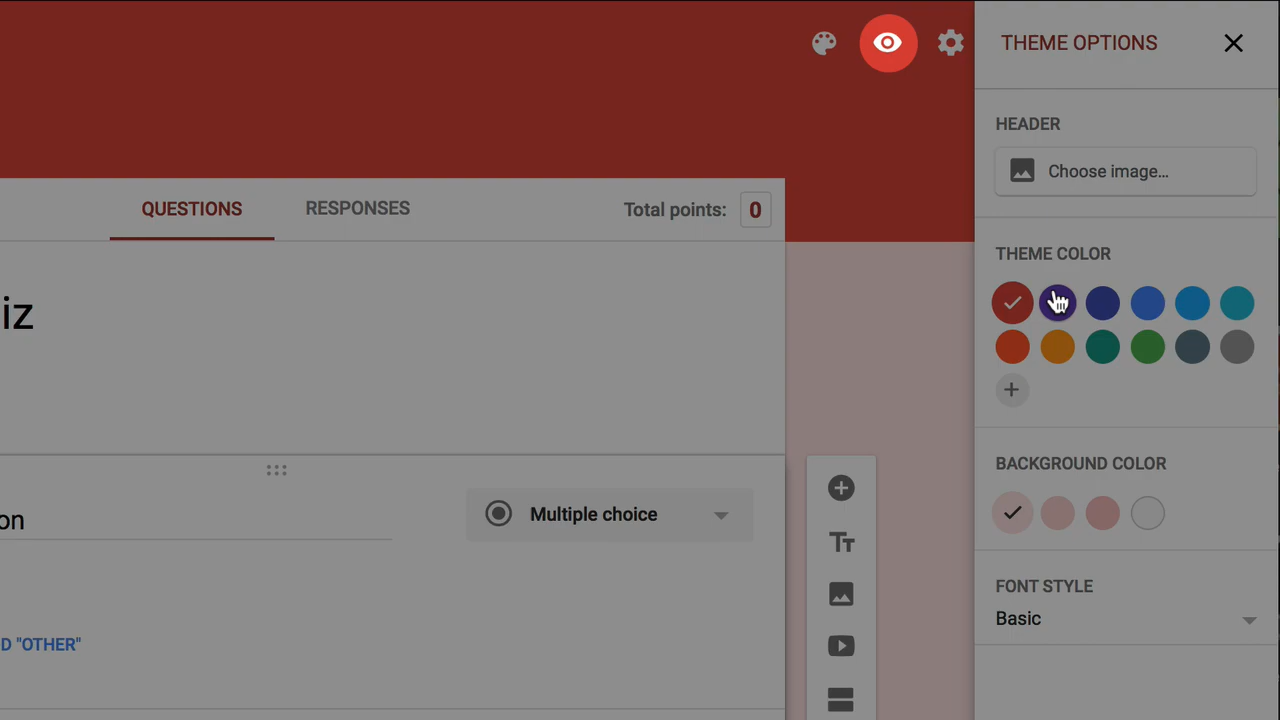 THEME OPTIONS
HEADER
Choose image...
QUESTIONS
RESPONSES
Total points:
0
THEME COLOR
iz
BACKGROUND COLOR
on
Multiple choice
FONT STYLE
Basic
D "OTHER"